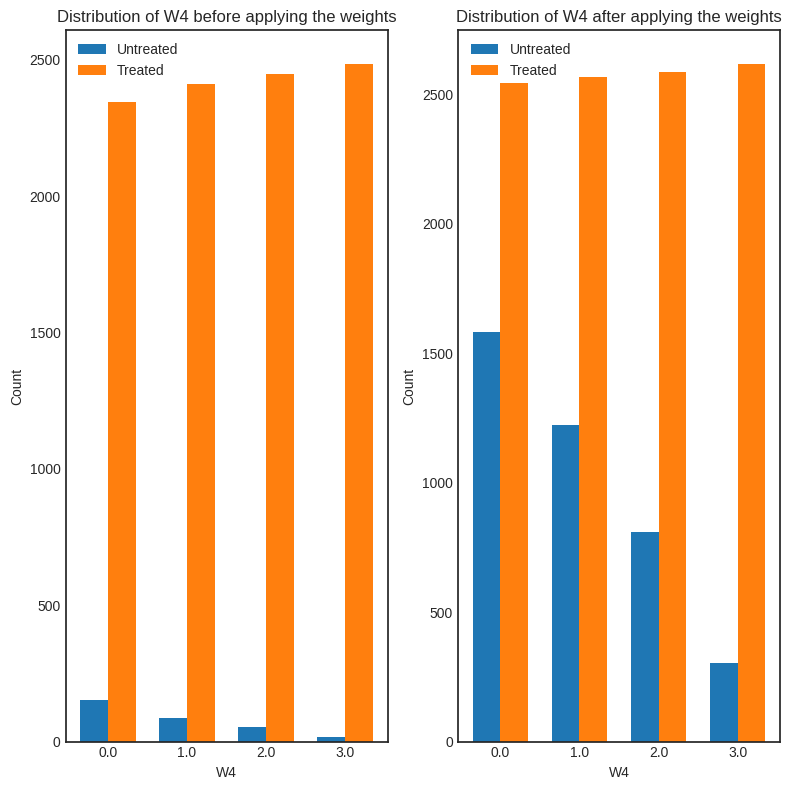 Distribution of W4 before applying the weights
Untreated
Treated
2500
2000
1500
1000
500
0
Count
0.0 1.0 2.0 3.0
W4
Distribution of W4 after applying the weights
Untreated
Treated
2500
2000
1500
1000
500
0
Count
0.0 1.0 2.0 3.0
W4